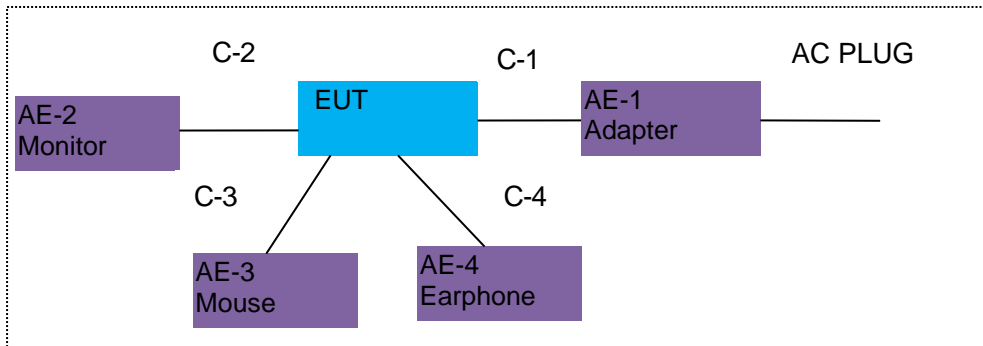 C-2
C-1
AC PLUG
EUT
AE-1
Adapter
AE-2
Monitor
C-3
C-4
AE-3
Mouse
AE-4
Earphone